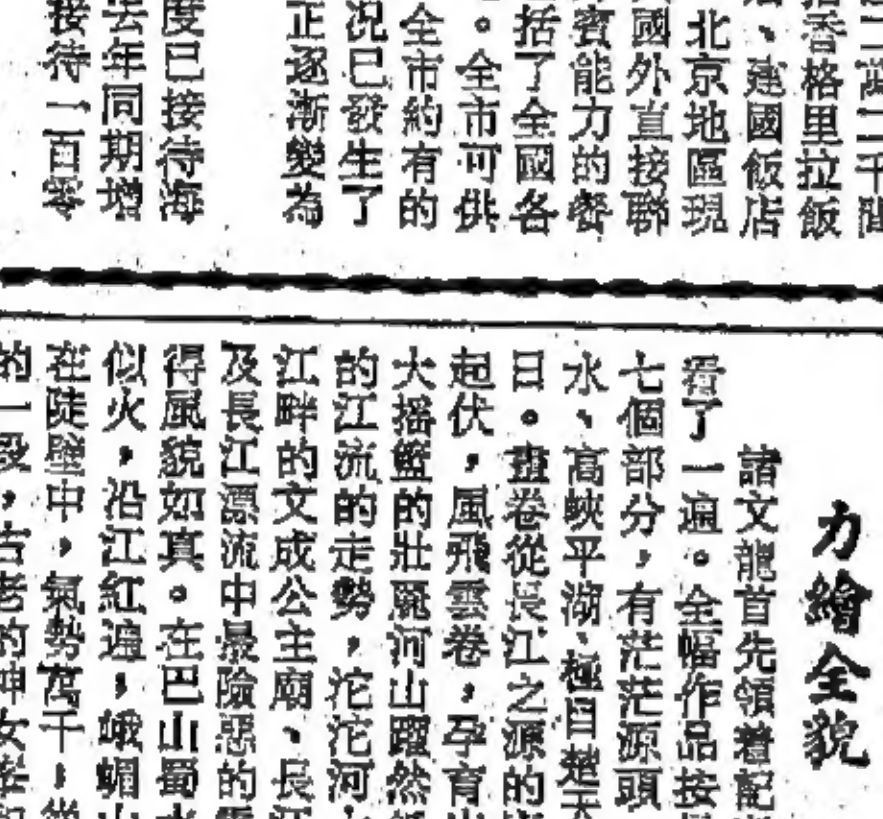 二萬二千間
括香格里拉飯
、建國飯店
北京地區現
國外直接聯
賓能力的餐
括了全國各
。全市可供
全市約有的
況已發生了
正逐漸變為
度已接待海
去年同期增
接待一百零
力繪全貌
諸文龍首先領着記
看了一遍。全幅作品按
七個部分，有茫茫源頭
水、高峽平湖、極目楚天
日。畫卷從長江之源的
起伏，風飛雲卷，孕育
大搖籃的壯麗河山躍然
的江流的走勢，沱沱河
江畔的文成公主廟、長江
及長江漂流中最險惡的
得風貌如真。在巴山蜀水
似火，沿江紅遍，峨嵋山
在陡壁中，氣勢萬千，
的一段，古老的神女峯